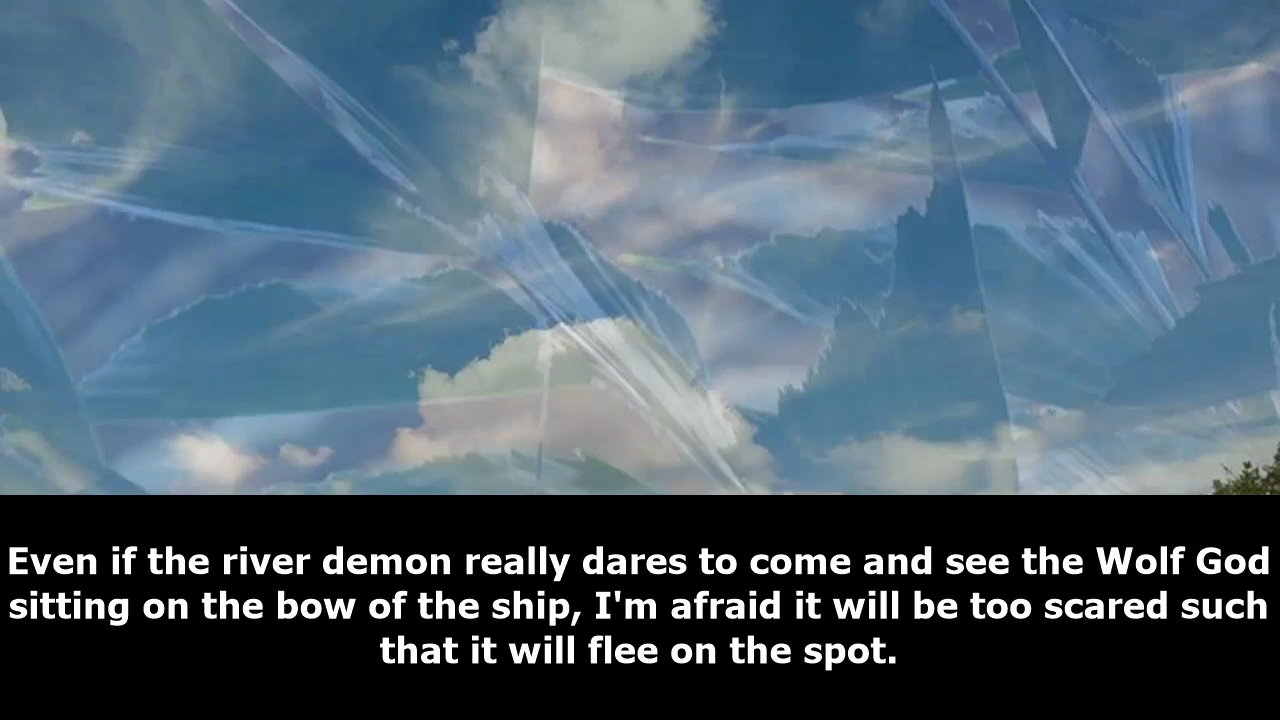 Even if the river demon really dares to come and see the Wolf God
sitting on the bow of the ship, I'm afraid it will be too scared such
that it will flee on the spot.